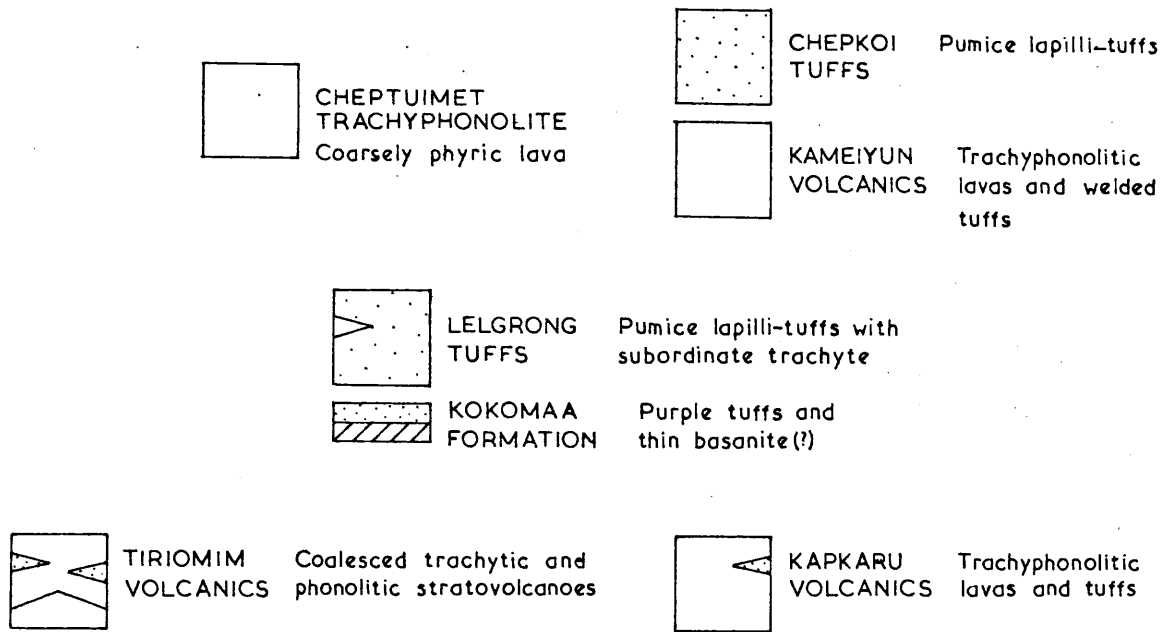 CHEPKOI Pumice lapilli-tuffs
TUFFS
CHEPTUIMET
TRACHYPHONOLITE
Coarsely phyric lava
KAMEIYUN Trachyphonolitic
VOLCANICS lavas and welded
tuffs
LELGRONG Pumice lapilli-tuffs with
TUFFS subordinate trachyte
KOKOMAA Purple tuffs and
FORMATION thin basanite(?)
TIRIOMIM Coalesced trachytic and
VOLCANICS phonolitic stratovolcanoes
KAPKARU Trachyphonolitic
VOLCANICS lavas and tuffs